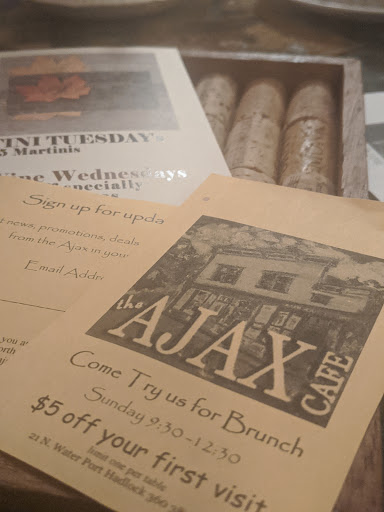 TINI TUESDAY
5 Martinis
Wine Wednesdays
especially
Sign up for upda
t news, promotions, deals
from the Ajax in your
Email Addr
you a
orth
the
AJAX
CAFE
Come Try us for Brunch
Sunday 9:30-12:30
$5 off your first visit
limit one per table
21 N. Water Port Hadlock 360